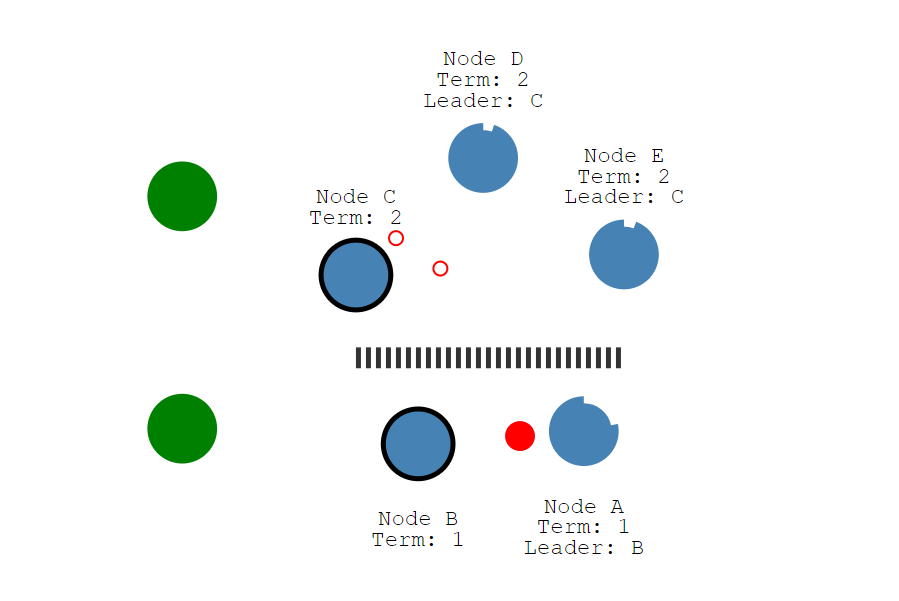 Node D
Term: 2
Leader: C
Node E
Term: 2
Leader: C
Node C
Term: 2
Node B
Term: 1
Node A
Term: 1
Leader: B